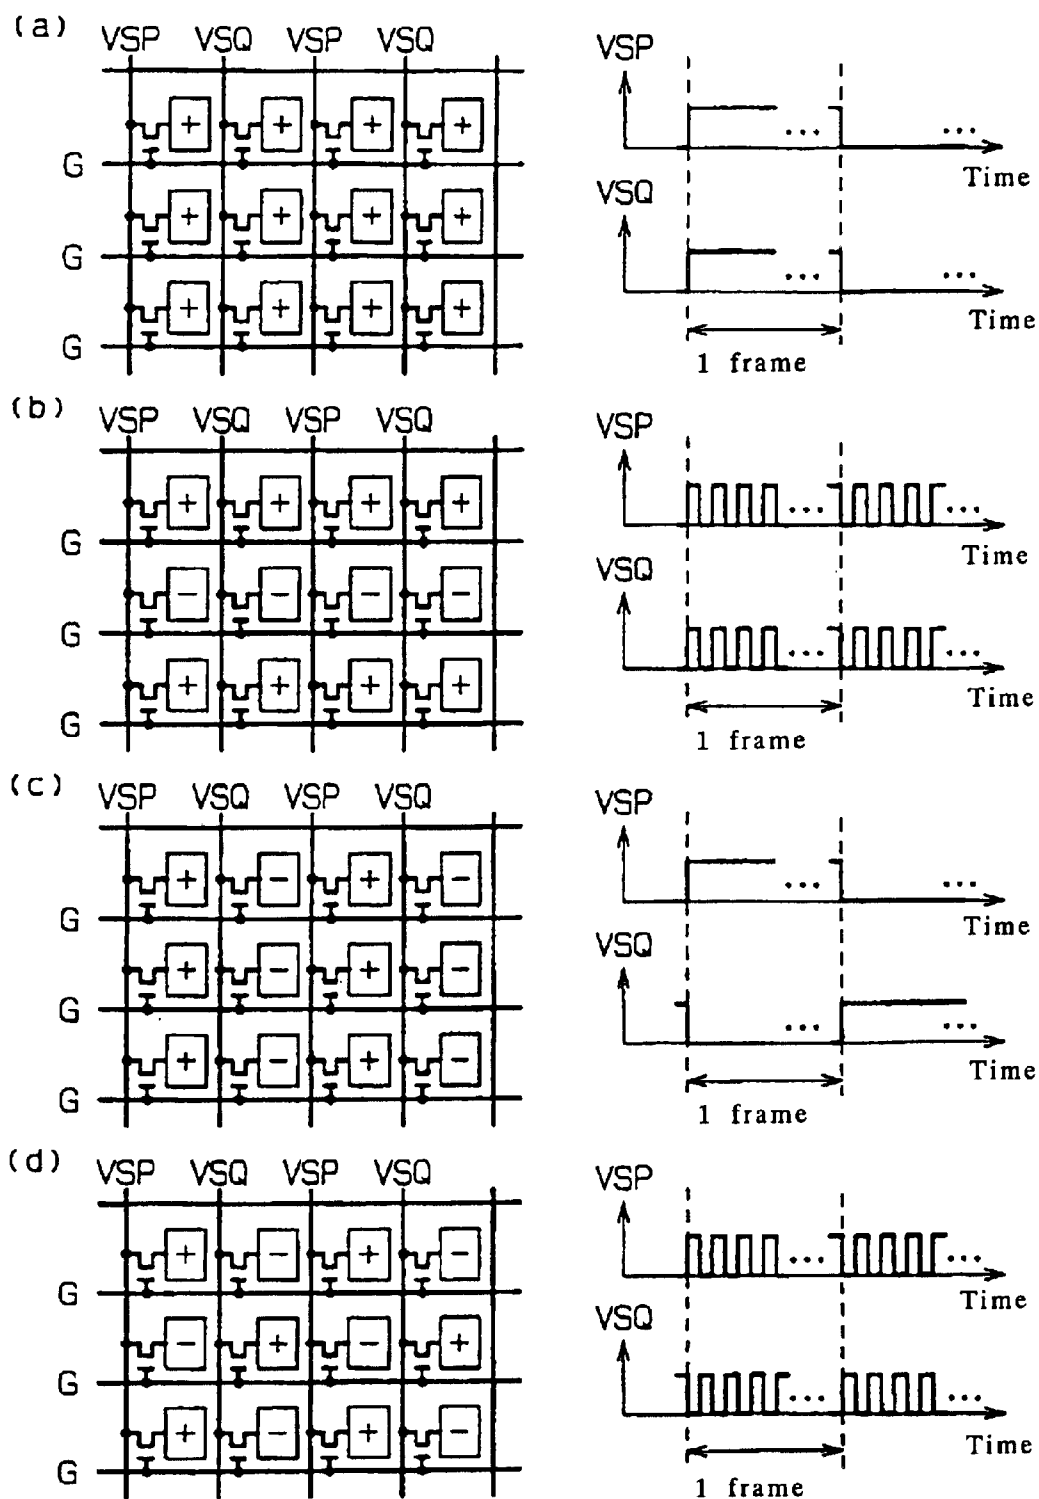 (a)
VSP VSQ VSP VSQ
+ + + +
G
+ + + +
G
+ + + +
G
VSP
... ...
Time
VSQ
... ...
Time
1 frame
(b)
VSP VSQ VSP VSQ
+ + + +
G
- - - -
G
+ + + +
G
VSP
... ...
Time
VSQ
... ...
Time
1 frame
(c)
VSP VSQ VSP VSQ
+ - + -
G
+ - + -
G
+ - + -
G
VSP
... ...
Time
VSQ
... ...
Time
1 frame
(d)
VSP VSQ VSP VSQ
+ - + -
G
- + - +
G
+ - + -
G
VSP
... ...
Time
VSQ
... ...
Time
1 frame